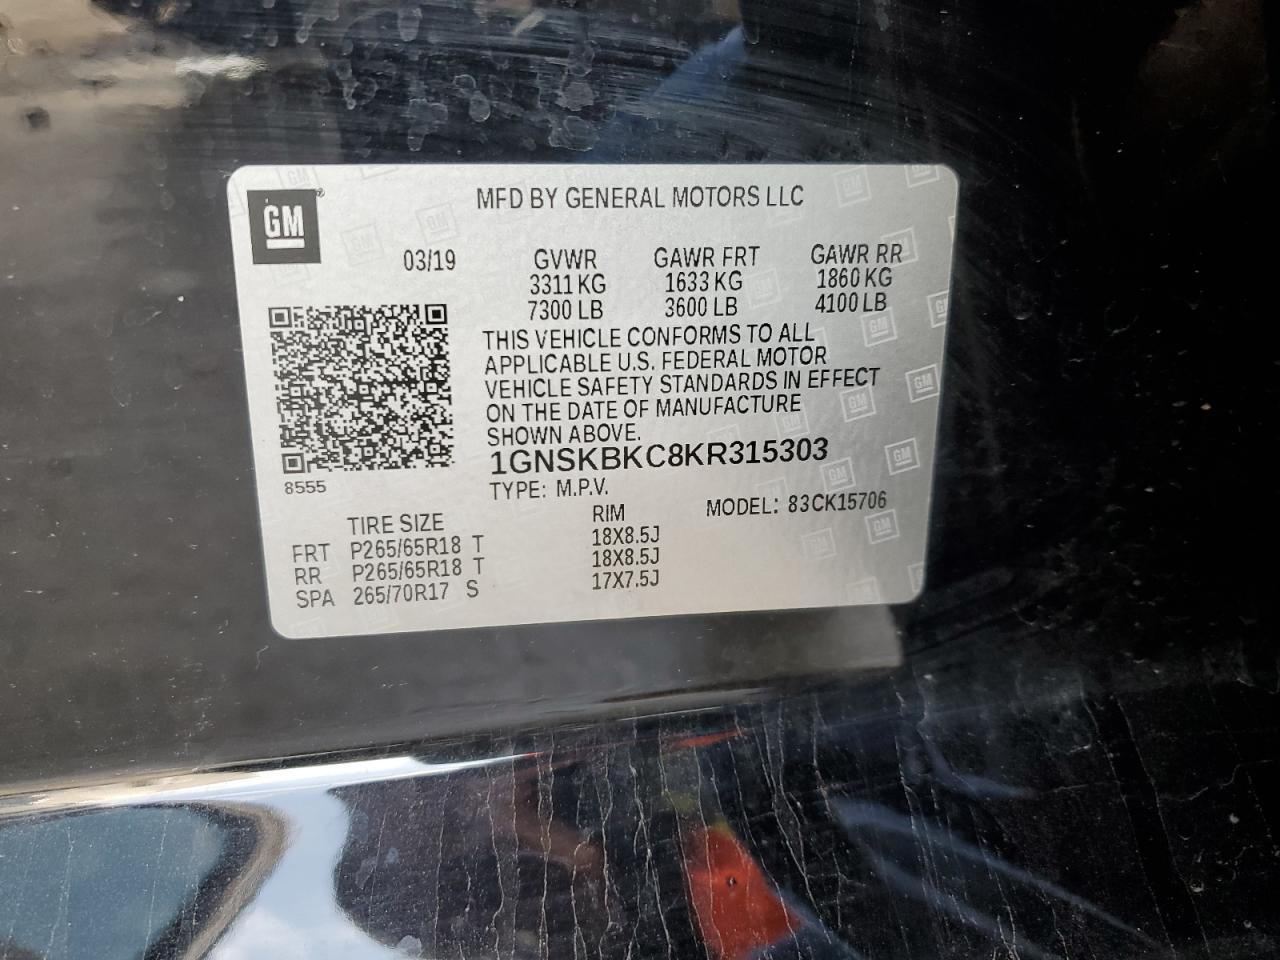 GM®
MFD BY GENERAL MOTORS LLC
03/19 GVWR GAWR FRT GAWR RR
3311 KG 1633 KG 1860 KG
7300 LB 3600 LB 4100 LB
THIS VEHICLE CONFORMS TO ALL
APPLICABLE U.S. FEDERAL MOTOR
VEHICLE SAFETY STANDARDS IN EFFECT
ON THE DATE OF MANUFACTURE
SHOWN ABOVE.
1GNSKBKC8KR315303
8555
TYPE: M.P.V. MODEL: 83CK15706
TIRE SIZE RIM
FRT P265/65R18 T 18X8.5J
RR P265/65R18 T 18X8.5J
SPA 265/70R17 S 17X7.5J